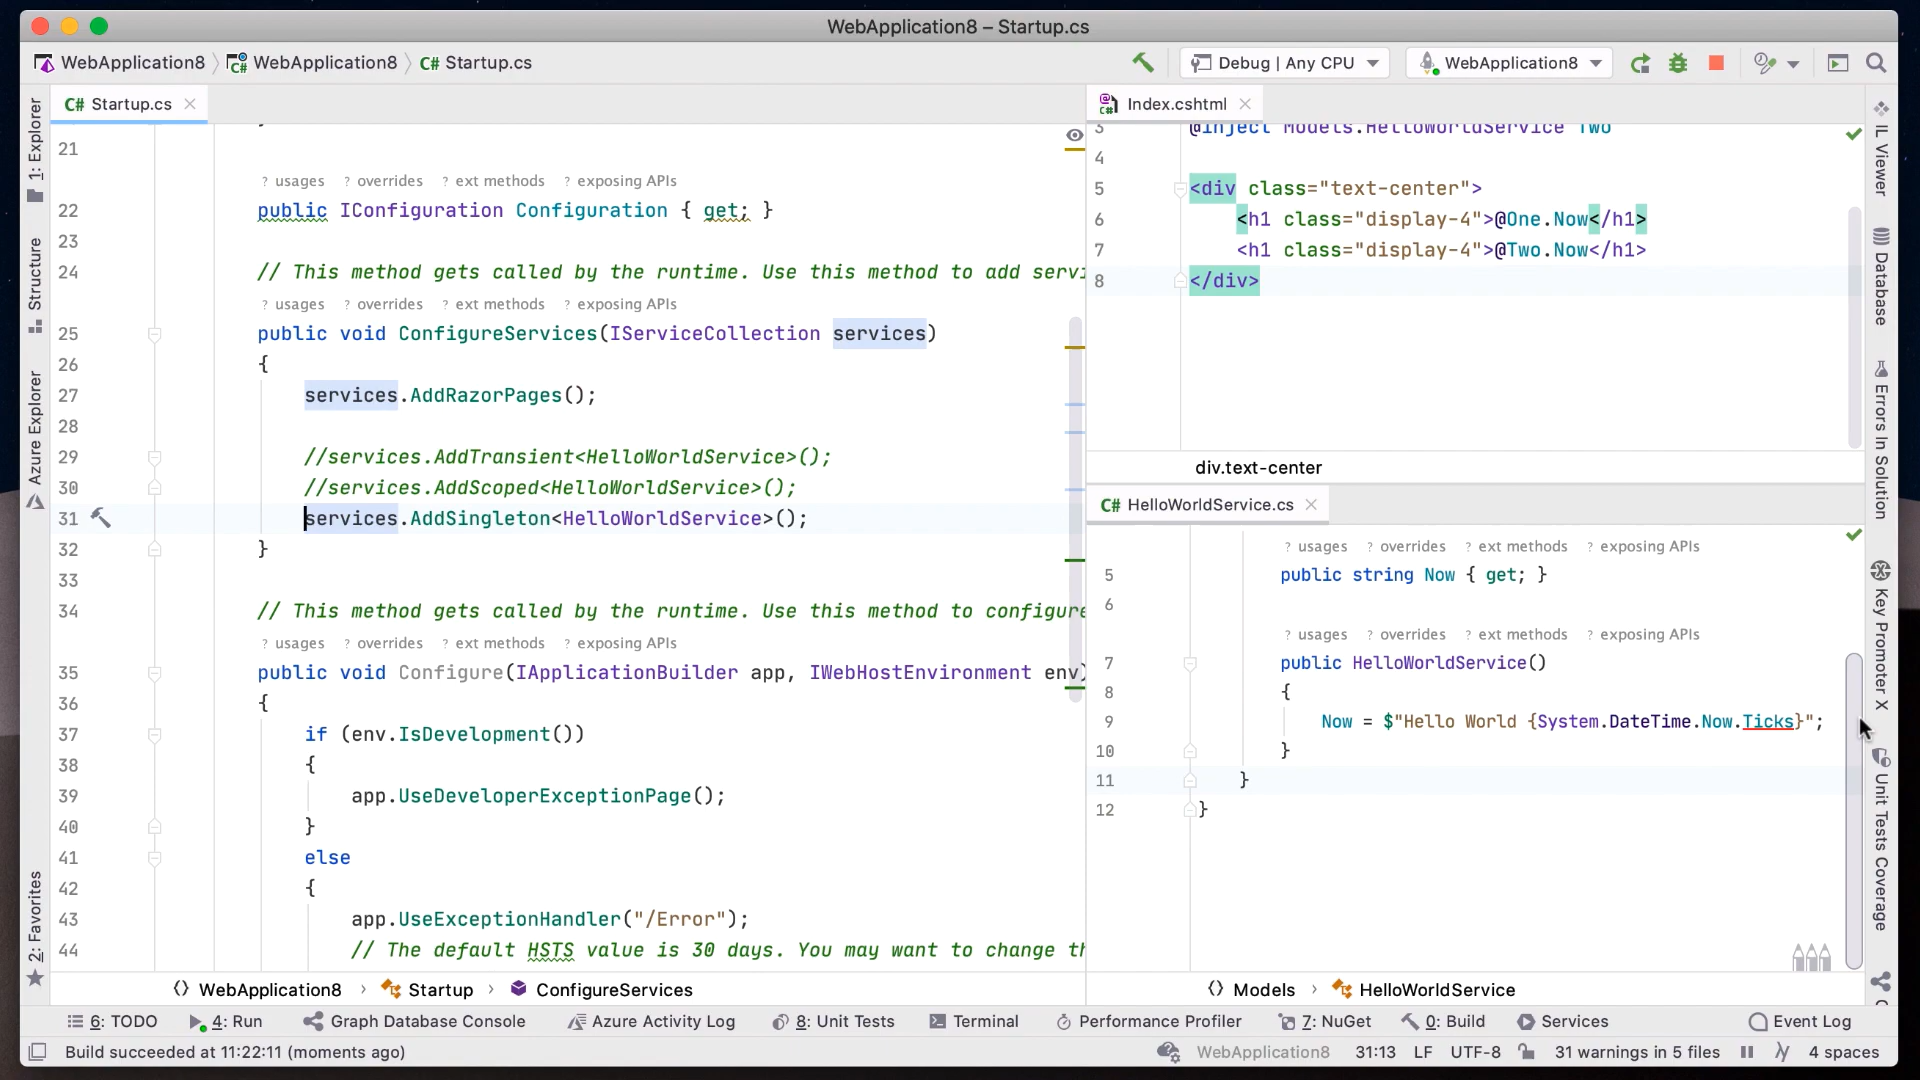 WebApplication8 – Startup.cs
WebApplication8
WebApplication8
C# Startup.cs
Debug | Any CPU
WebApplication8
1: Explorer
Structure
Azure Explorer
2: Favorites
C# Startup.cs
21
? usages ? overrides ? ext methods ? exposing APIs
22 public IConfiguration Configuration { get; }
23
24 // This method gets called by the runtime. Use this method to add servi
? usages ? overrides ? ext methods ? exposing APIs
25 public void ConfigureServices(IServiceCollection services)
26 {
27 services.AddRazorPages();
28
29 //services.AddTransient<HelloWorldService>();
30 //services.AddScoped<HelloWorldService>();
31 services.AddSingleton<HelloWorldService>();
32 }
33
34 // This method gets called by the runtime. Use this method to configure
? usages ? overrides ? ext methods ? exposing APIs
35 public void Configure(IApplicationBuilder app, IWebHostEnvironment env)
36 {
37 if (env.IsDevelopment())
38 {
39 app.UseDeveloperExceptionPage();
40 }
41 else
42 {
43 app.UseExceptionHandler("/Error");
44 // The default HSTS value is 30 days. You may want to change th
WebApplication8 › Startup › ConfigureServices
Index.cshtml
3 @inject Models.HelloWorldService Two
4
5 <div class="text-center">
6 <h1 class="display-4">@One.Now</h1>
7 <h1 class="display-4">@Two.Now</h1>
8 </div>
div.text-center
C# HelloWorldService.cs
? usages ? overrides ? ext methods ? exposing APIs
5 public string Now { get; }
6
? usages ? overrides ? ext methods ? exposing APIs
7 public HelloWorldService()
8 {
9 Now = $"Hello World {System.DateTime.Now.Ticks}";
10 }
11 }
12 }
Models › HelloWorldService
IL Viewer
Database
Errors In Solution
Key Promoter X
Unit Tests Coverage
6: TODO
4: Run
Graph Database Console
Azure Activity Log
8: Unit Tests
Terminal
Performance Profiler
7: NuGet
0: Build
Services
Event Log
Build succeeded at 11:22:11 (moments ago)
WebApplication8
31:13
LF
UTF-8
31 warnings in 5 files
4 spaces